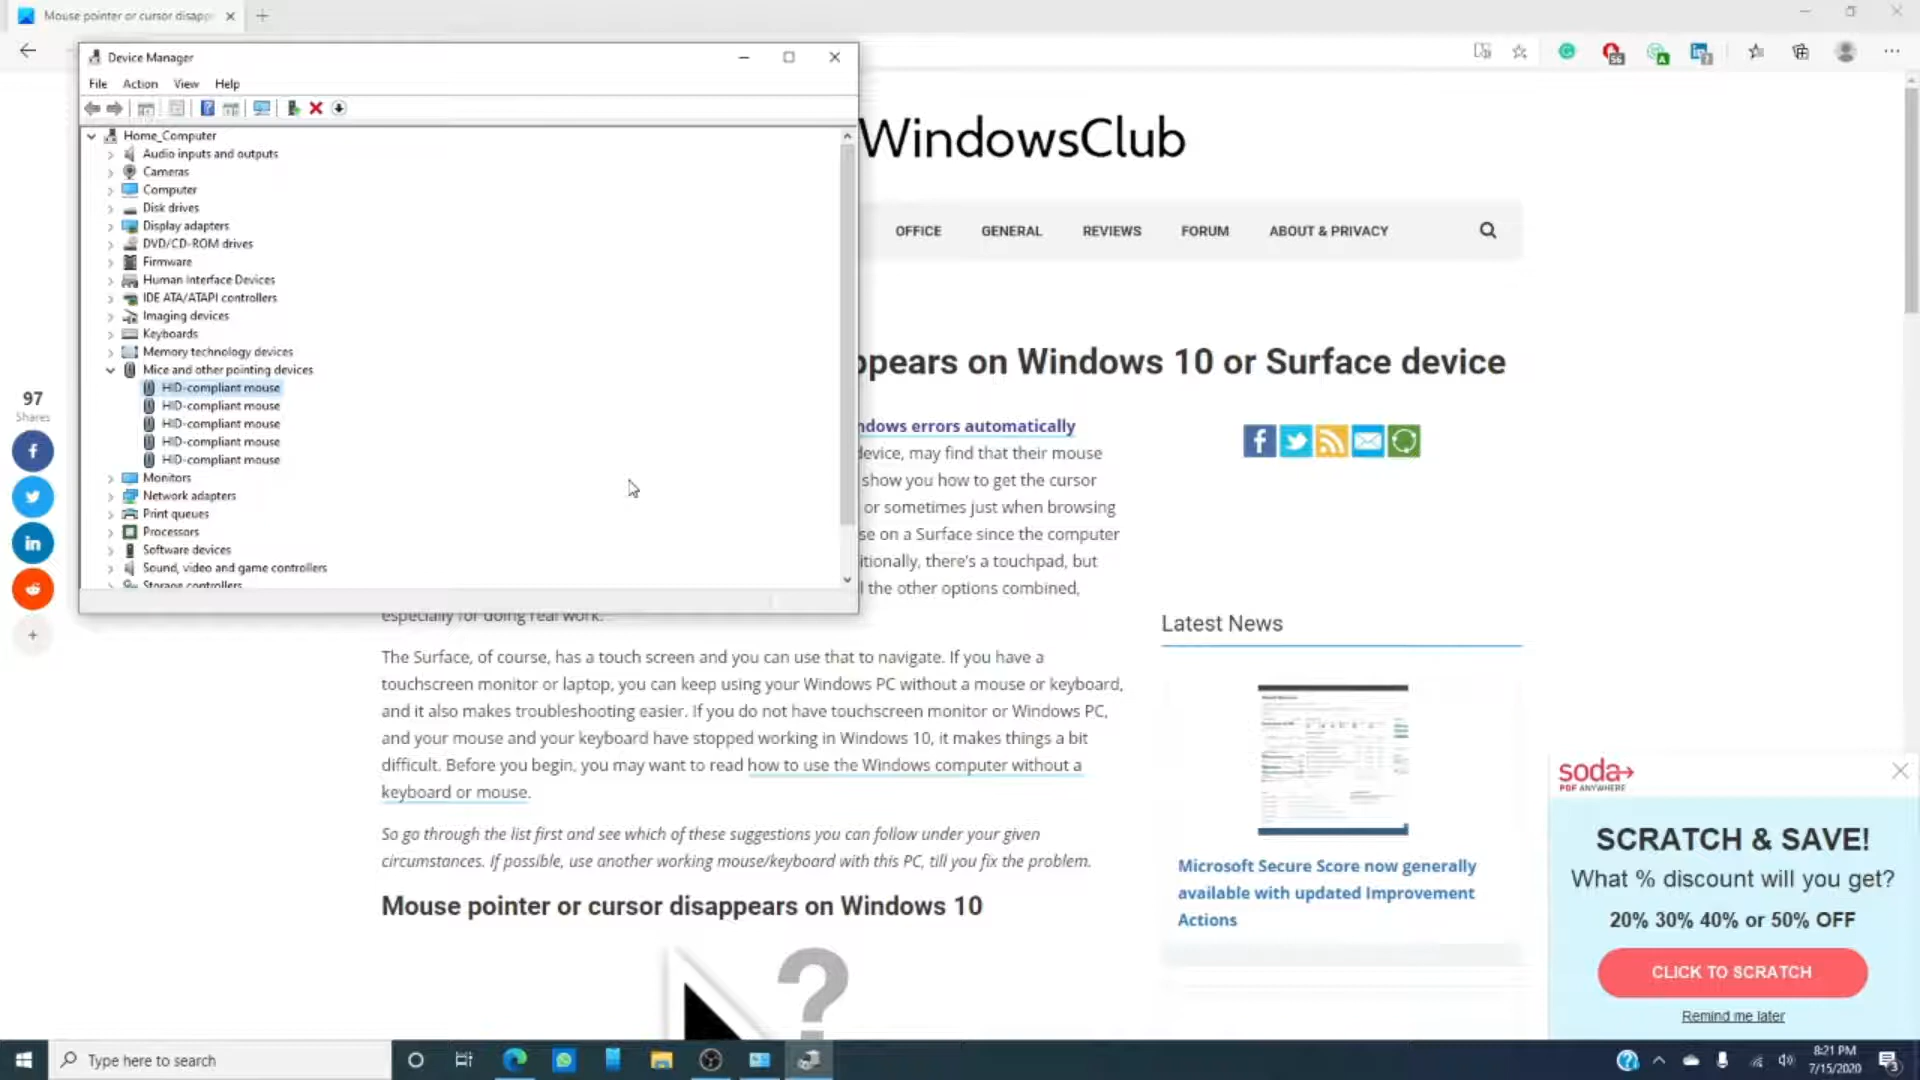 Mouse pointer or cursor disapp
Device Manager
File Action View Help
Home_Computer
Audio inputs and outputs
Cameras
Computer
Disk drives
Display adapters
DVD/CD-ROM drives
Firmware
Human Interface Devices
IDE ATA/ATAPI controllers
Imaging devices
Keyboards
Memory technology devices
Mice and other pointing devices
HID-compliant mouse
HID-compliant mouse
HID-compliant mouse
HID-compliant mouse
HID-compliant mouse
Monitors
Network adapters
Print queues
Processors
Software devices
Sound, video and game controllers
Storage controllers
WindowsClub
OFFICE GENERAL REVIEWS FORUM ABOUT & PRIVACY
ppears on Windows 10 or Surface device
97
Shares
ndows errors automatically
device, may find that their mouse
show you how to get the cursor
or sometimes just when browsing
se on a Surface since the computer
itionally, there's a touchpad, but
l the other options combined,
especially for doing real work.
The Surface, of course, has a touch screen and you can use that to navigate. If you have a
touchscreen monitor or laptop, you can keep using your Windows PC without a mouse or keyboard,
and it also makes troubleshooting easier. If you do not have touchscreen monitor or Windows PC,
and your mouse and your keyboard have stopped working in Windows 10, it makes things a bit
difficult. Before you begin, you may want to read how to use the Windows computer without a
keyboard or mouse.
So go through the list first and see which of these suggestions you can follow under your given
circumstances. If possible, use another working mouse/keyboard with this PC, till you fix the problem.
Mouse pointer or cursor disappears on Windows 10
?
Latest News
Microsoft Secure Score now generally
available with updated Improvement
Actions
soda
PDF ANYWHERE
SCRATCH & SAVE!
What % discount will you get?
20% 30% 40% or 50% OFF
CLICK TO SCRATCH
Remind me later
Type here to search
8:21 PM
7/15/2020
3